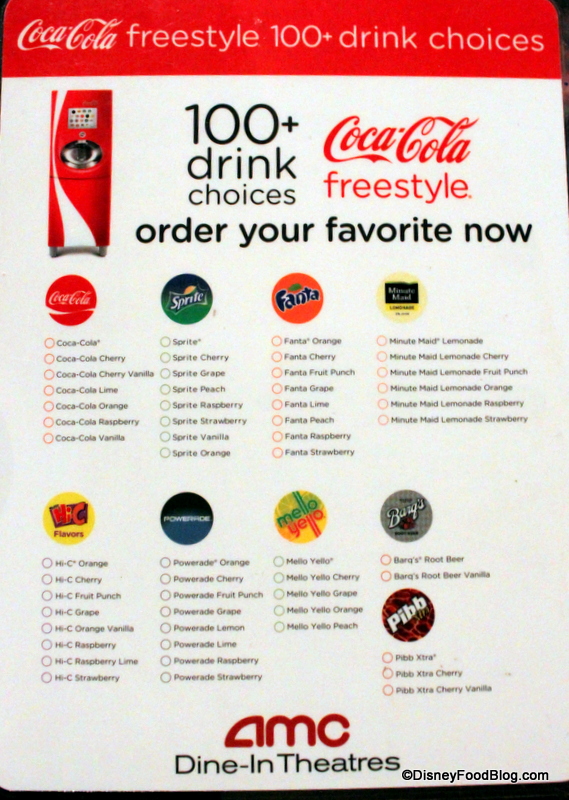 Coca-Cola freestyle 100+ drink choices
100+
drink
choices
Coca-Cola
freestyle.
order your favorite now
Coca-Cola
Coca-Cola®
Coca-Cola Cherry
Coca-Cola Cherry Vanilla
Coca-Cola Lime
Coca-Cola Orange
Coca-Cola Raspberry
Coca-Cola Vanilla
Sprite
Sprite®
Sprite Cherry
Sprite Grape
Sprite Peach
Sprite Raspberry
Sprite Strawberry
Sprite Vanilla
Sprite Orange
Fanta
Fanta® Orange
Fanta Cherry
Fanta Fruit Punch
Fanta Grape
Fanta Lime
Fanta Peach
Fanta Raspberry
Fanta Strawberry
Minute
Maid
LEMONADE
Minute Maid® Lemonade
Minute Maid Lemonade Cherry
Minute Maid Lemonade Fruit Punch
Minute Maid Lemonade Orange
Minute Maid Lemonade Raspberry
Minute Maid Lemonade Strawberry
Hi-C
Flavors
Hi-C® Orange
Hi-C Cherry
Hi-C Fruit Punch
Hi-C Grape
Hi-C Orange Vanilla
Hi-C Raspberry
Hi-C Raspberry Lime
Hi-C Strawberry
POWERADE
Powerade® Orange
Powerade Cherry
Powerade Fruit Punch
Powerade Grape
Powerade Lemon
Powerade Lime
Powerade Raspberry
Powerade Strawberry
mello
yello
Mello Yello®
Mello Yello Cherry
Mello Yello Grape
Mello Yello Orange
Mello Yello Peach
Barq's
Barq's® Root Beer
Barq's Root Beer Vanilla
Pibb
Pibb Xtra®
Pibb Xtra Cherry
Pibb Xtra Cherry Vanilla
amc
Dine-In Theatres
©DisneyFoodBlog.com